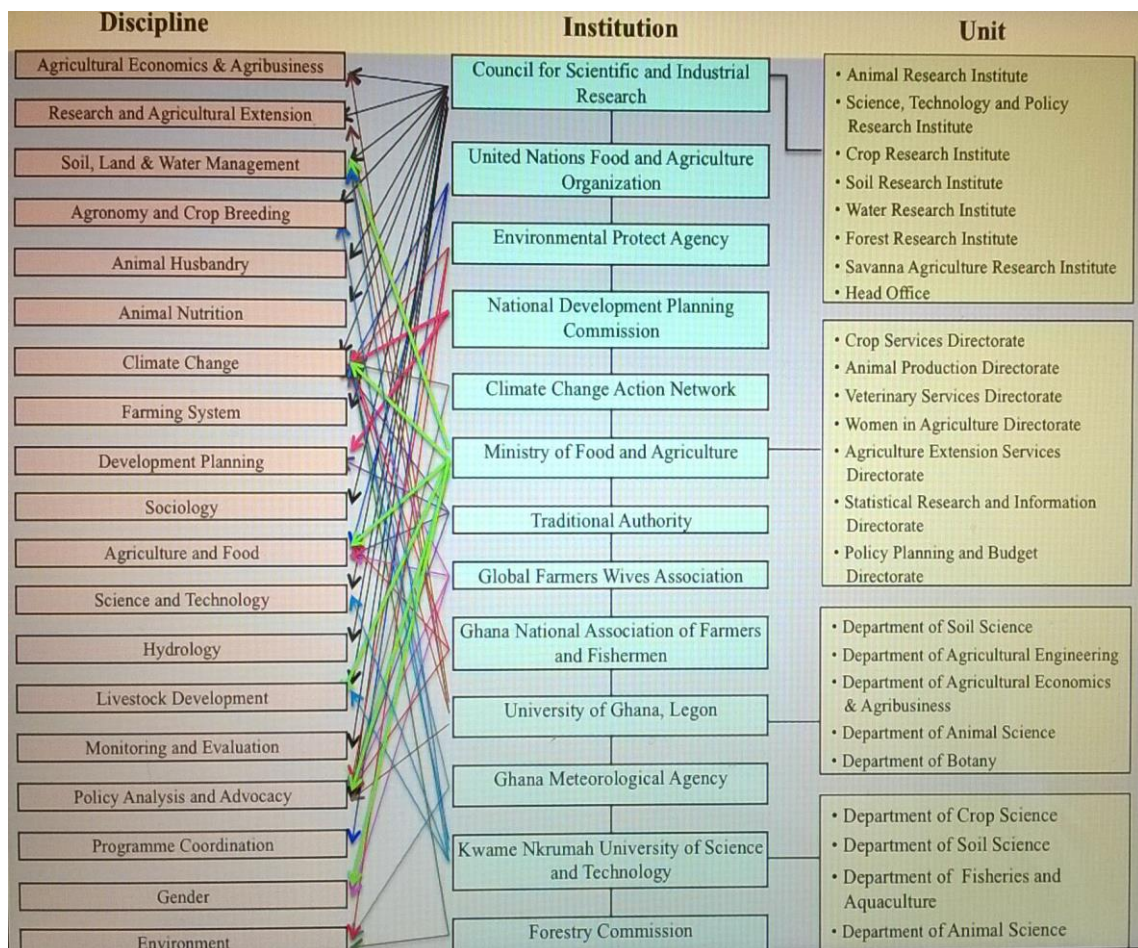 Discipline
Institution
Unit
Agricultural Economics & Agribusiness
Research and Agricultural Extension
Soil, Land & Water Management
Agronomy and Crop Breeding
Animal Husbandry
Animal Nutrition
Climate Change
Farming System
Development Planning
Sociology
Agriculture and Food
Science and Technology
Hydrology
Livestock Development
Monitoring and Evaluation
Policy Analysis and Advocacy
Programme Coordination
Gender
Environment
Council for Scientific and Industrial
Research
United Nations Food and Agriculture
Organization
Environmental Protect Agency
National Development Planning
Commission
Climate Change Action Network
Ministry of Food and Agriculture
Traditional Authority
Global Farmers Wives Association
Ghana National Association of Farmers
and Fishermen
University of Ghana, Legon
Ghana Meteorological Agency
Kwame Nkrumah University of Science
and Technology
Forestry Commission
• Animal Research Institute
• Science, Technology and Policy
Research Institute
• Crop Research Institute
• Soil Research Institute
• Water Research Institute
• Forest Research Institute
• Savanna Agriculture Research Institute
• Head Office
• Crop Services Directorate
• Animal Production Directorate
• Veterinary Services Directorate
• Women in Agriculture Directorate
• Agriculture Extension Services
Directorate
• Statistical Research and Information
Directorate
• Policy Planning and Budget
Directorate
• Department of Soil Science
• Department of Agricultural Engineering
• Department of Agricultural Economics
& Agribusiness
• Department of Animal Science
• Department of Botany
• Department of Crop Science
• Department of Soil Science
• Department of Fisheries and
Aquaculture
• Department of Animal Science